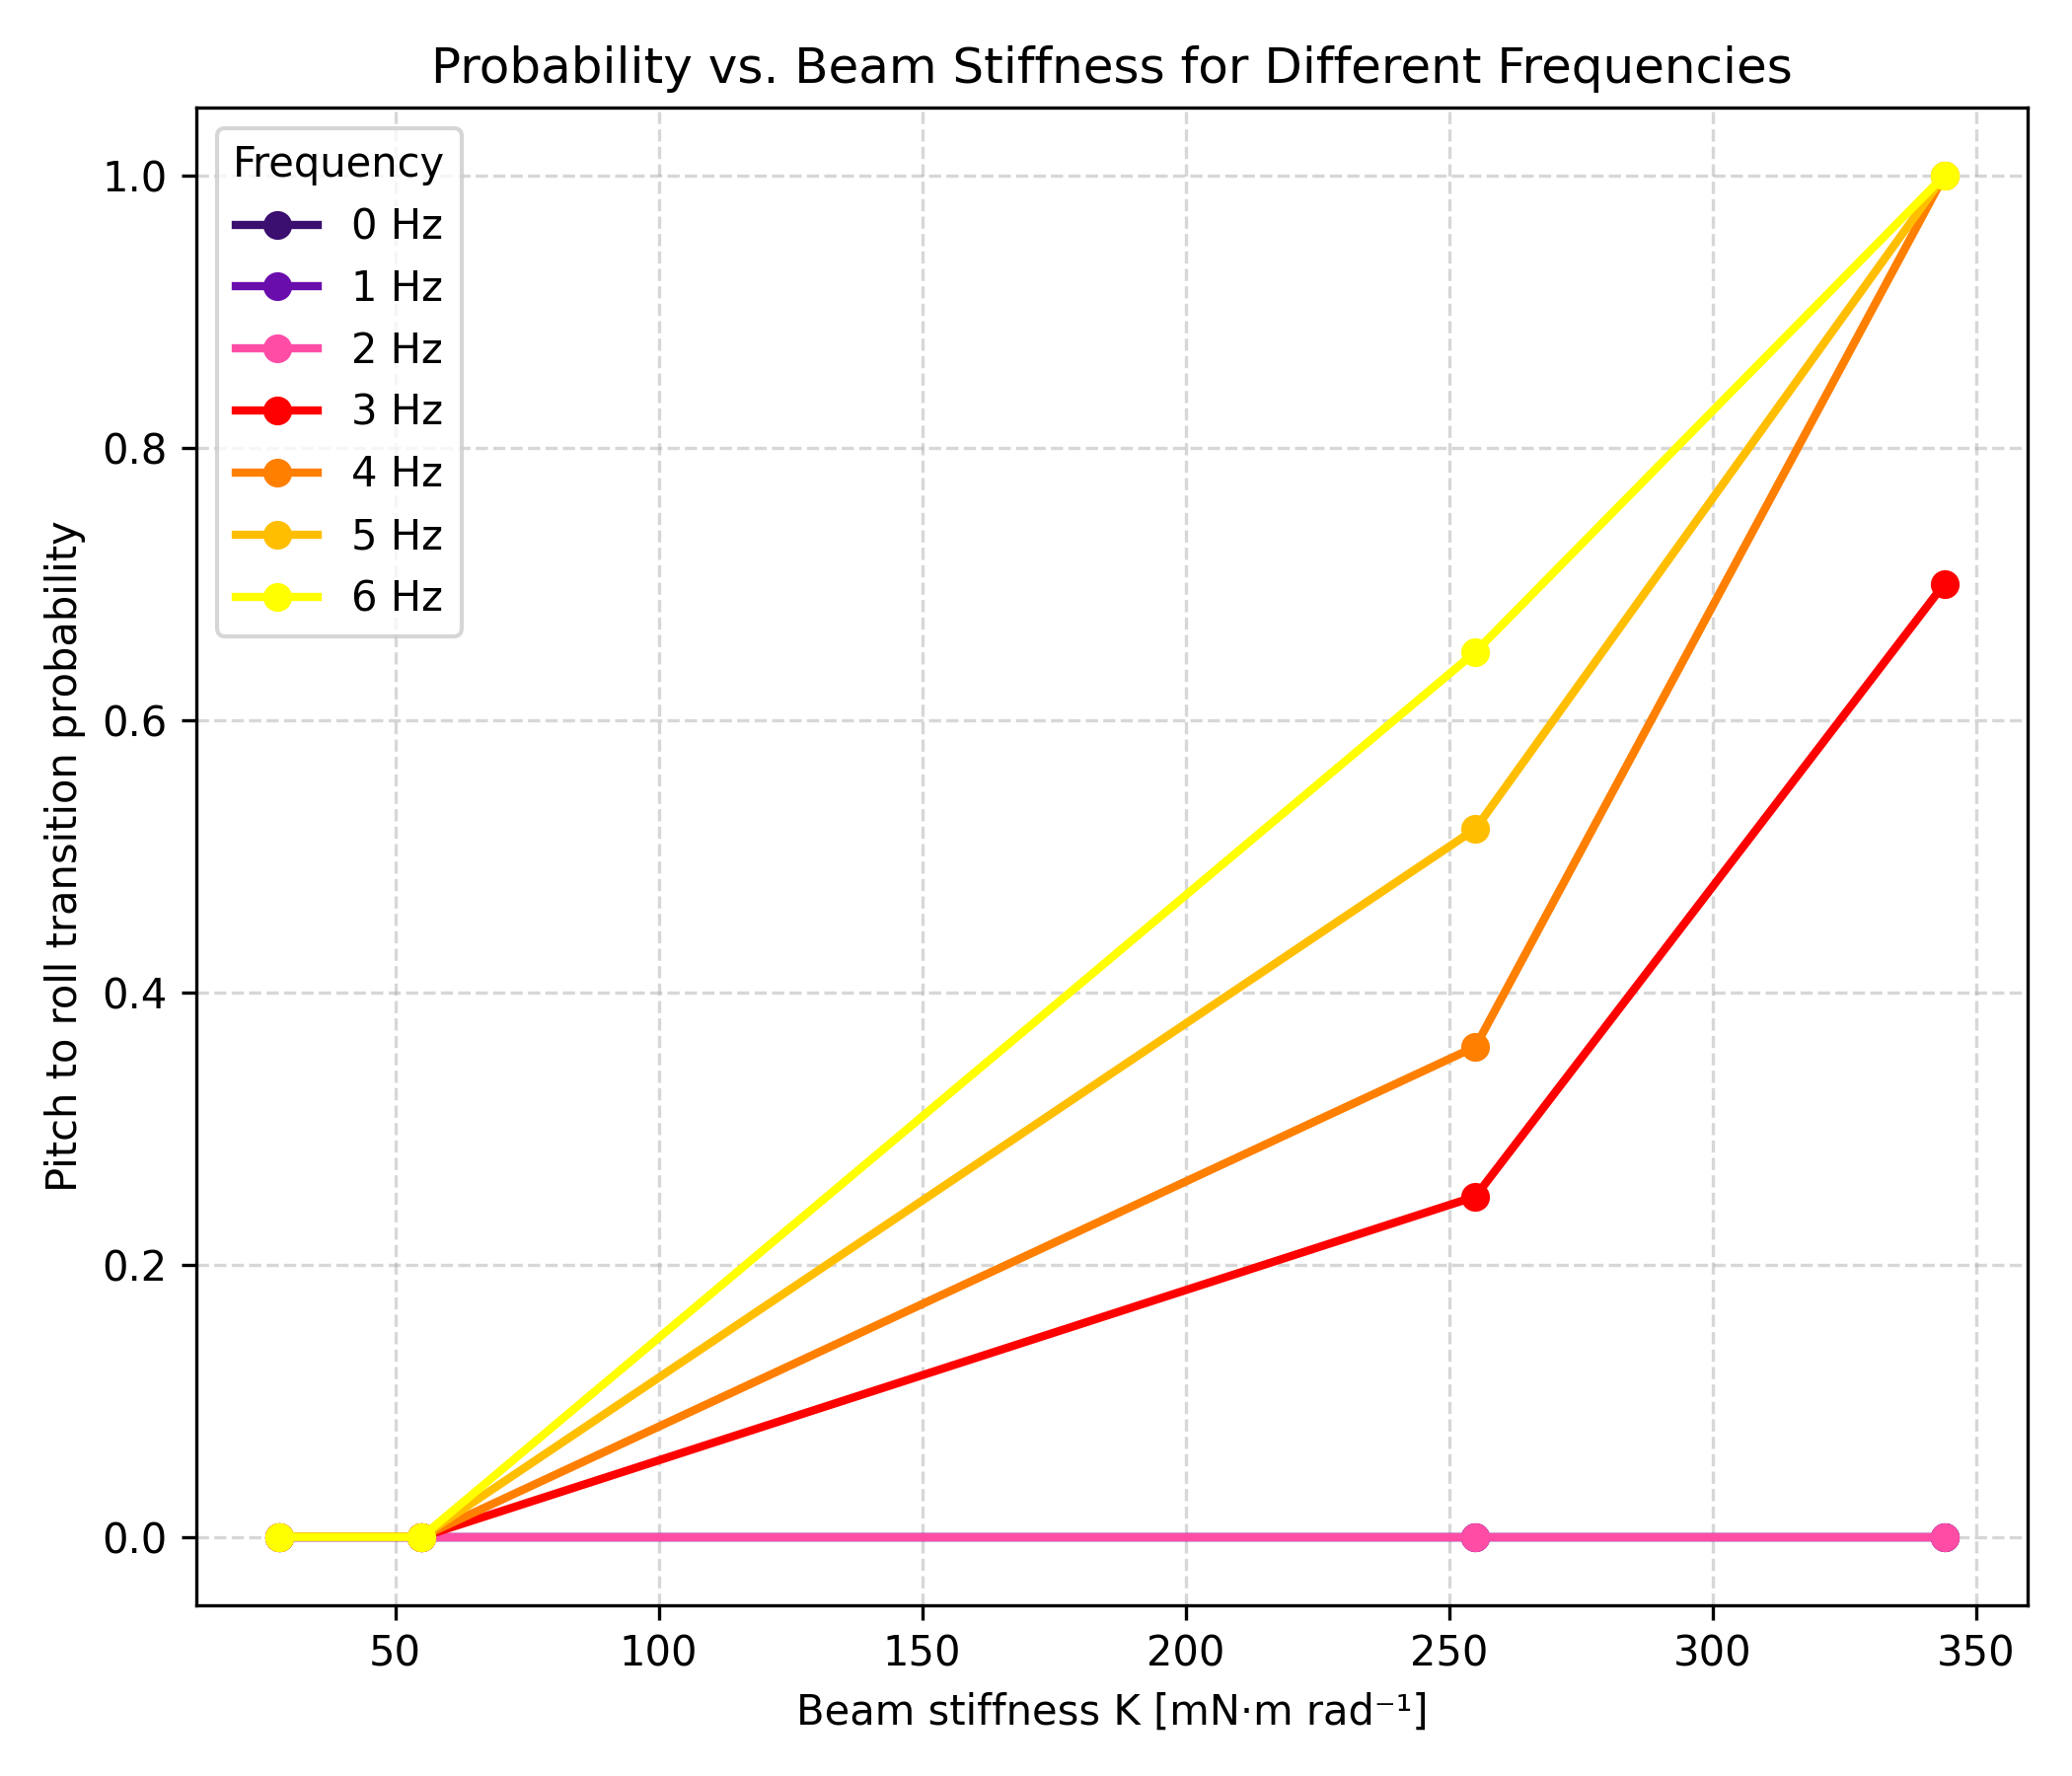 Probability vs. Beam Stiffness for Different Frequencies
Frequency
0 Hz
1 Hz
2 Hz
3 Hz
4 Hz
5 Hz
6 Hz
1.0
0.8
0.6
0.4
0.2
0.0
Pitch to roll transition probability
50 100 150 200 250 300 350
Beam stiffness K [mN·m rad⁻¹]